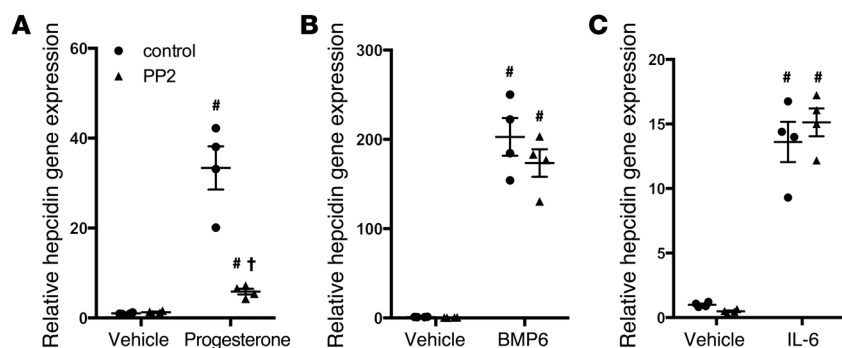 A
Relative hepcidin gene expression
60
40
20
0
control
PP2
#
# †
Vehicle
Progesterone
B
Relative hepcidin gene expression
300
200
100
0
#
#
Vehicle
BMP6
C
Relative hepcidin gene expression
20
15
10
5
0
#
#
Vehicle
IL-6